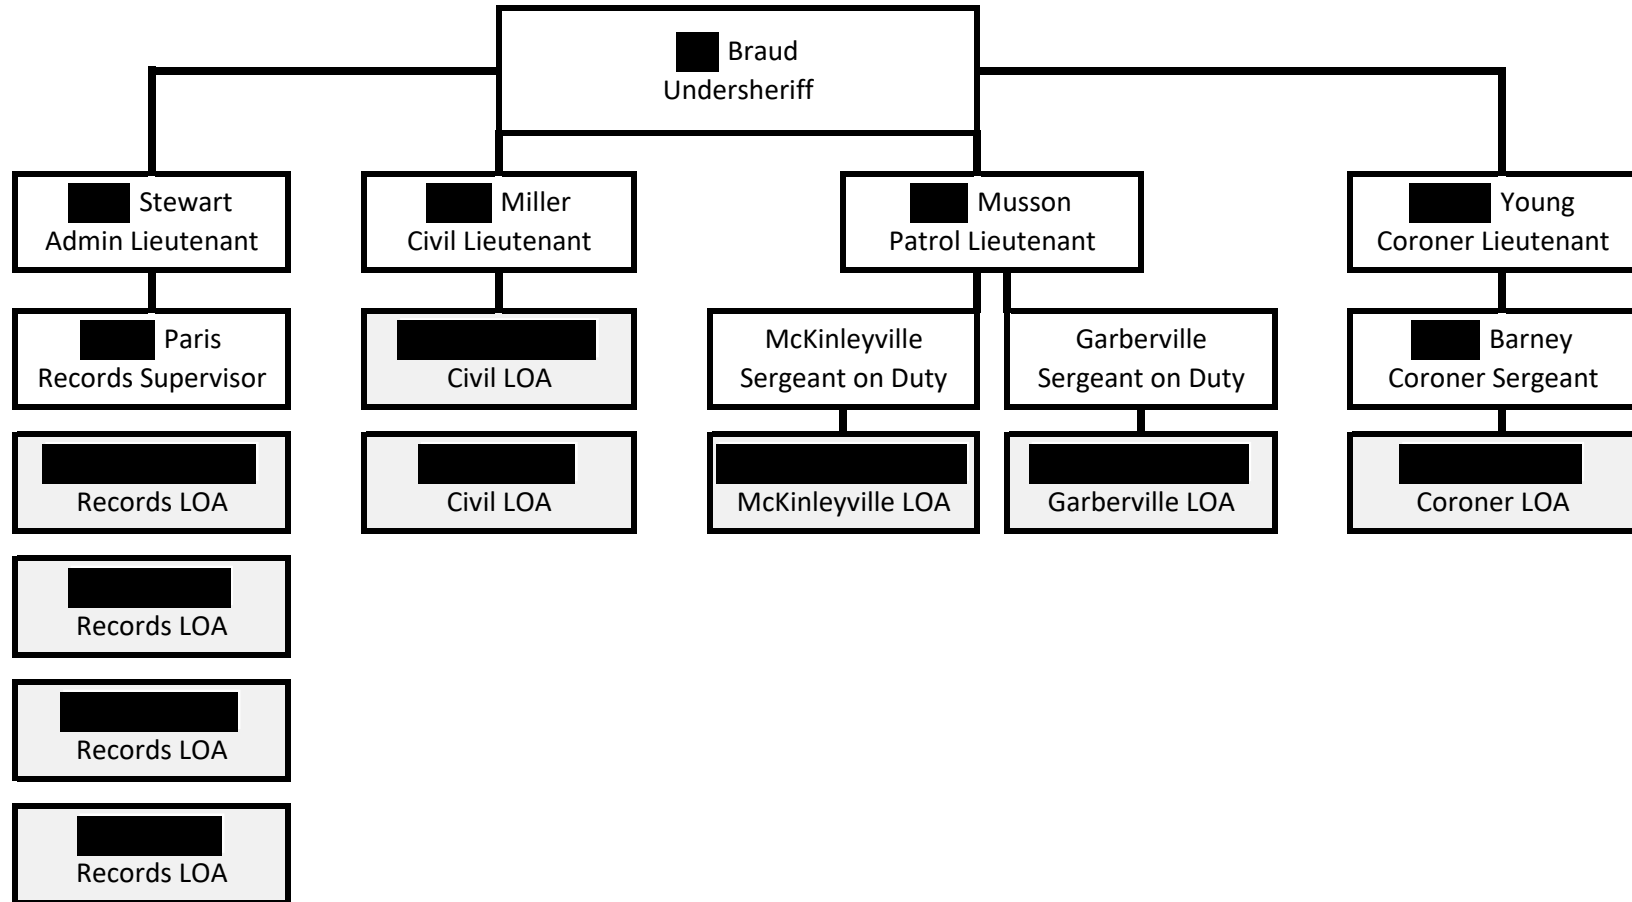 Braud
Undersheriff
Stewart
Admin Lieutenant
Miller
Civil Lieutenant
Musson
Patrol Lieutenant
Young
Coroner Lieutenant
Paris
Records Supervisor
Civil LOA
McKinleyville
Sergeant on Duty
Garberville
Sergeant on Duty
Barney
Coroner Sergeant
Records LOA
Civil LOA
McKinleyville LOA
Garberville LOA
Coroner LOA
Records LOA
Records LOA
Records LOA